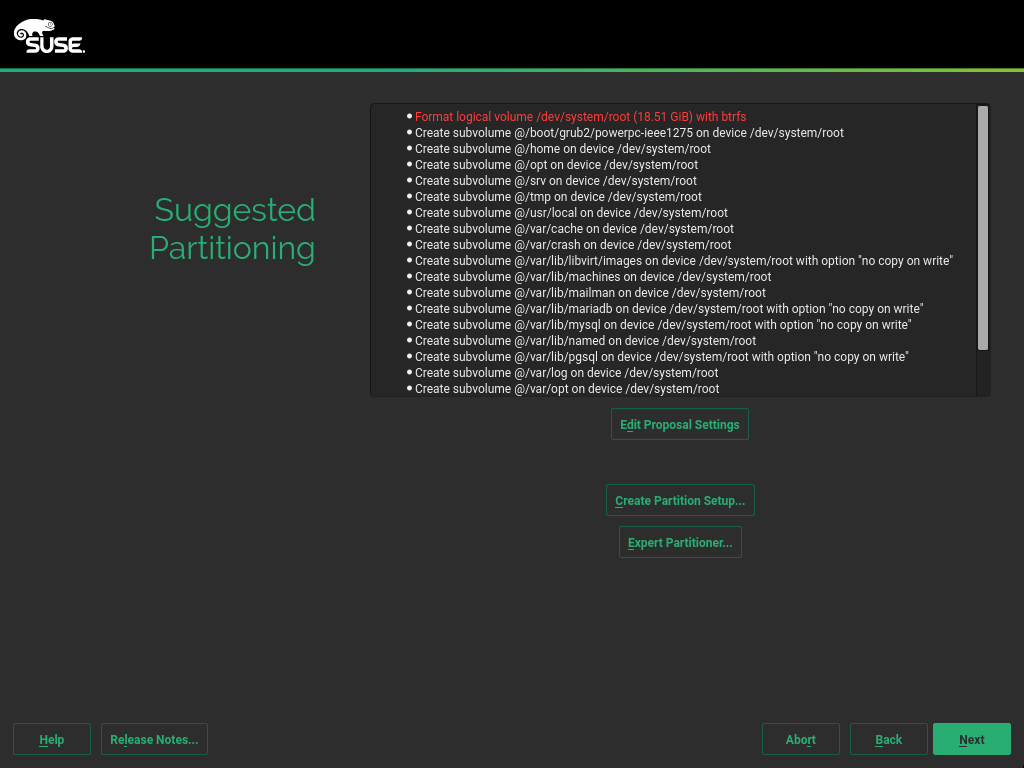 SUSE.
Suggested
Partitioning
Format logical volume /dev/system/root (18.51 GiB) with btrfs
Create subvolume @/boot/grub2/powerpc-ieee1275 on device /dev/system/root
Create subvolume @/home on device /dev/system/root
Create subvolume @/opt on device /dev/system/root
Create subvolume @/srv on device /dev/system/root
Create subvolume @/tmp on device /dev/system/root
Create subvolume @/usr/local on device /dev/system/root
Create subvolume @/var/cache on device /dev/system/root
Create subvolume @/var/crash on device /dev/system/root
Create subvolume @/var/lib/libvirt/images on device /dev/system/root with option "no copy on write"
Create subvolume @/var/lib/machines on device /dev/system/root
Create subvolume @/var/lib/mailman on device /dev/system/root
Create subvolume @/var/lib/mariadb on device /dev/system/root with option "no copy on write"
Create subvolume @/var/lib/mysql on device /dev/system/root with option "no copy on write"
Create subvolume @/var/lib/named on device /dev/system/root
Create subvolume @/var/lib/pgsql on device /dev/system/root with option "no copy on write"
Create subvolume @/var/log on device /dev/system/root
Create subvolume @/var/opt on device /dev/system/root
Edit Proposal Settings
Create Partition Setup...
Expert Partitioner...
Help
Release Notes...
Abort
Back
Next